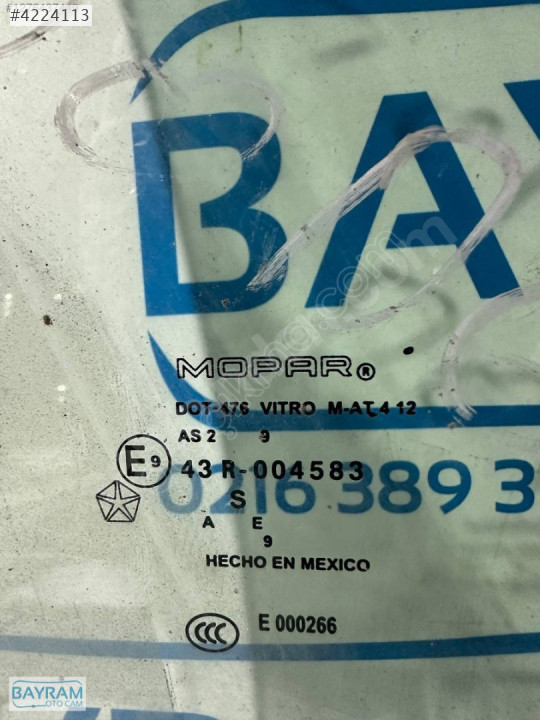 #4224113
BAY
MOPAR®
DOT-476 VITRO M-AT,4 12
AS 2 9
E9 43 R-004583
0216 389 3
S
A E
9
HECHO EN MEXICO
CCC E 000266
BAYRAM
OTO CAM